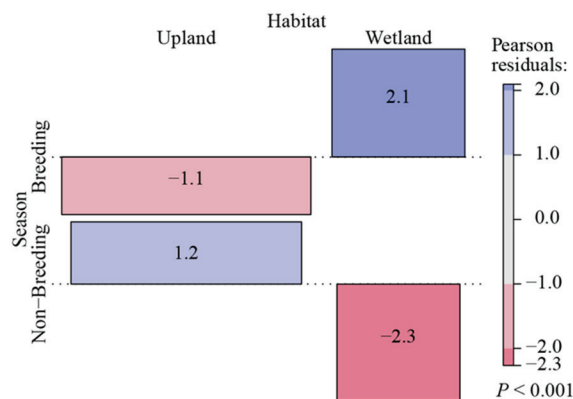 Habitat
Upland
Wetland
Pearson
residuals:
Season
Breeding
Non−Breeding
2.1
−1.1
1.2
−2.3
2.0
1.0
0.0
−1.0
−2.0
−2.3
P < 0.001